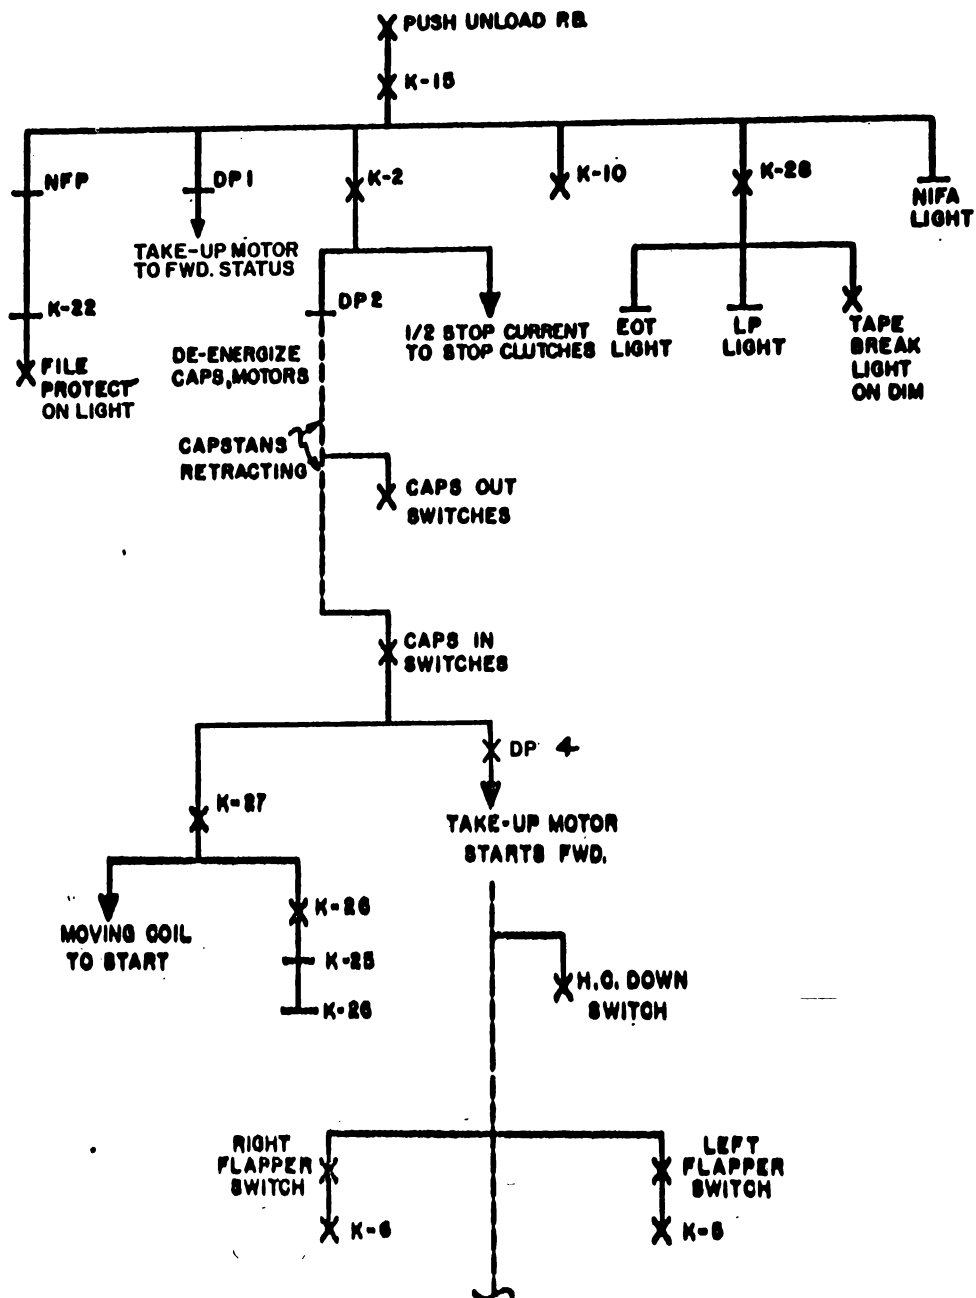 PUSH UNLOAD P.B.
K-15
NFP
DP1
K-2
K-10
K-28
NIFA
LIGHT
TAKE-UP MOTOR
TO FWD. STATUS
K-22
DP2
1/2 STOP CURRENT
TO STOP CLUTCHES
EOT
LIGHT
LP
LIGHT
TAPE
BREAK
LIGHT
ON DIM
FILE
PROTECT
ON LIGHT
DE-ENERGIZE
CAPS, MOTORS
CAPSTANS
RETRACTING
CAPS OUT
SWITCHES
CAPS IN
SWITCHES
DP 4
K-27
TAKE-UP MOTOR
STARTS FWD.
MOVING COIL
TO START
K-26
K-25
K-26
H.C. DOWN
SWITCH
RIGHT
FLAPPER
SWITCH
LEFT
FLAPPER
SWITCH
K-6
K-5